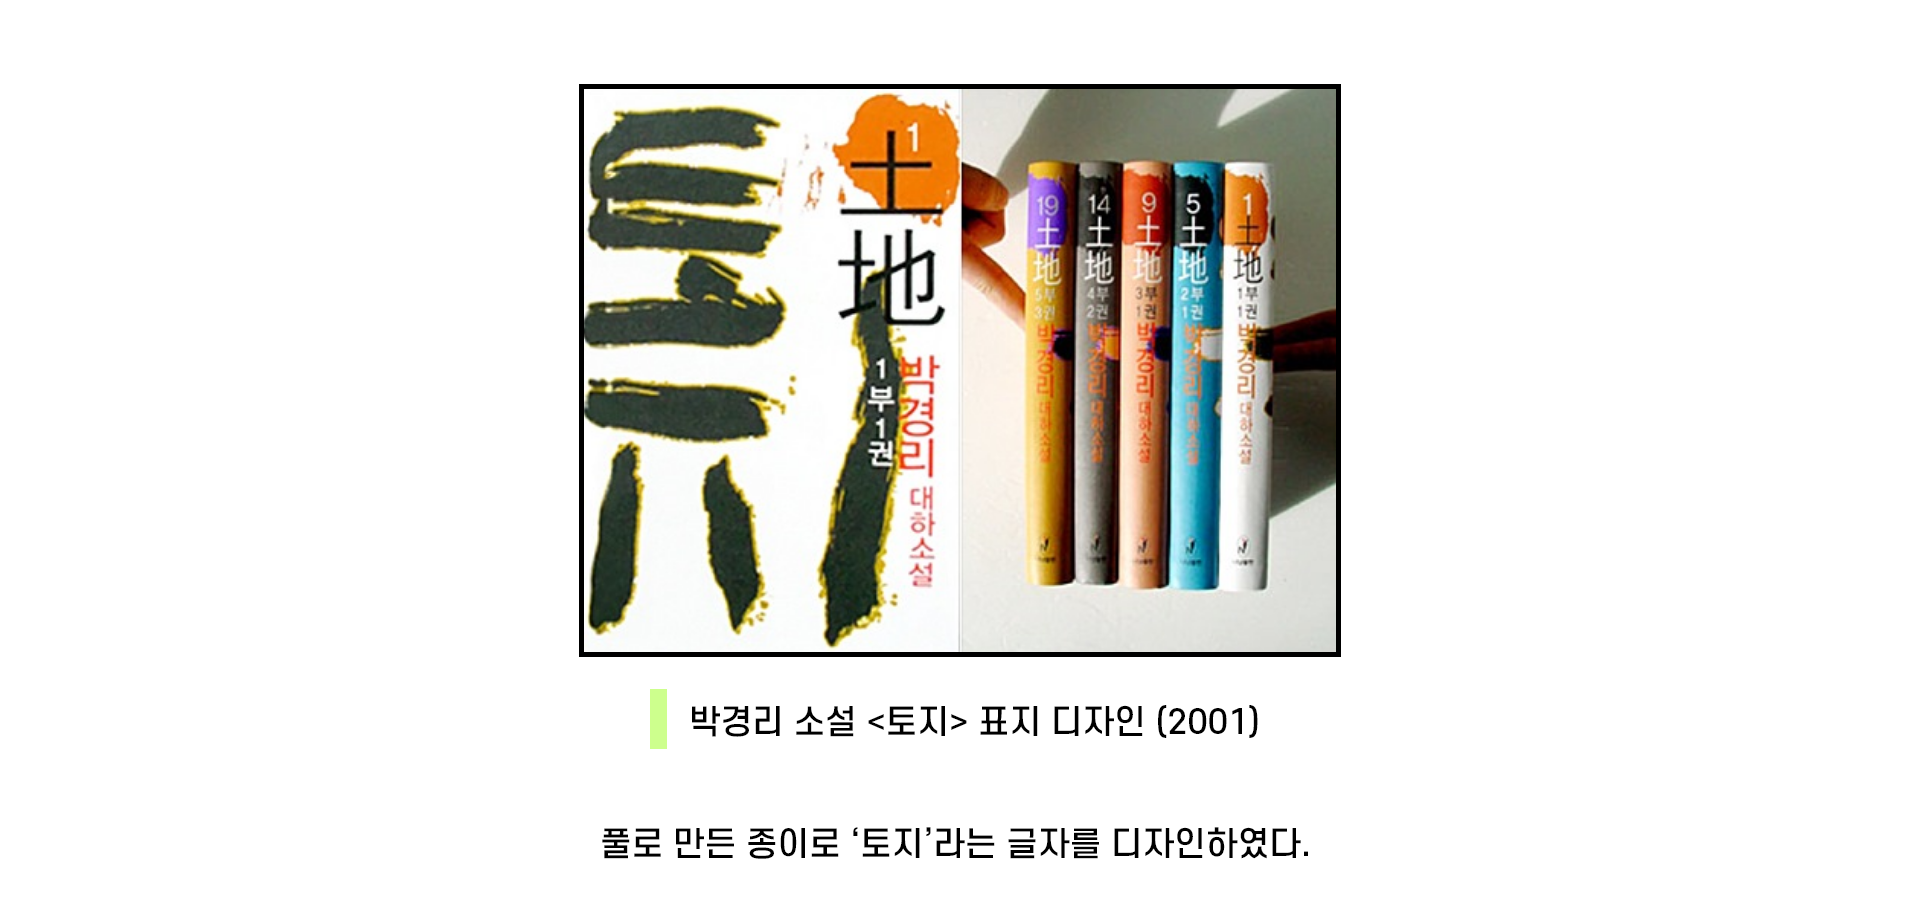 토지
1
土地
1부1권
박경리
대하소설
19
土地
5부
3권
박경리
대하소설
14
土地
4부
2권
박경리
대하소설
9
土地
3부
1권
박경리
대하소설
5
土地
2부
1권
박경리
대하소설
1
土地
1부
1권
박경리
대하소설
박경리 소설 <토지> 표지 디자인 (2001)
풀로 만든 종이로 ‘토지’라는 글자를 디자인하였다.